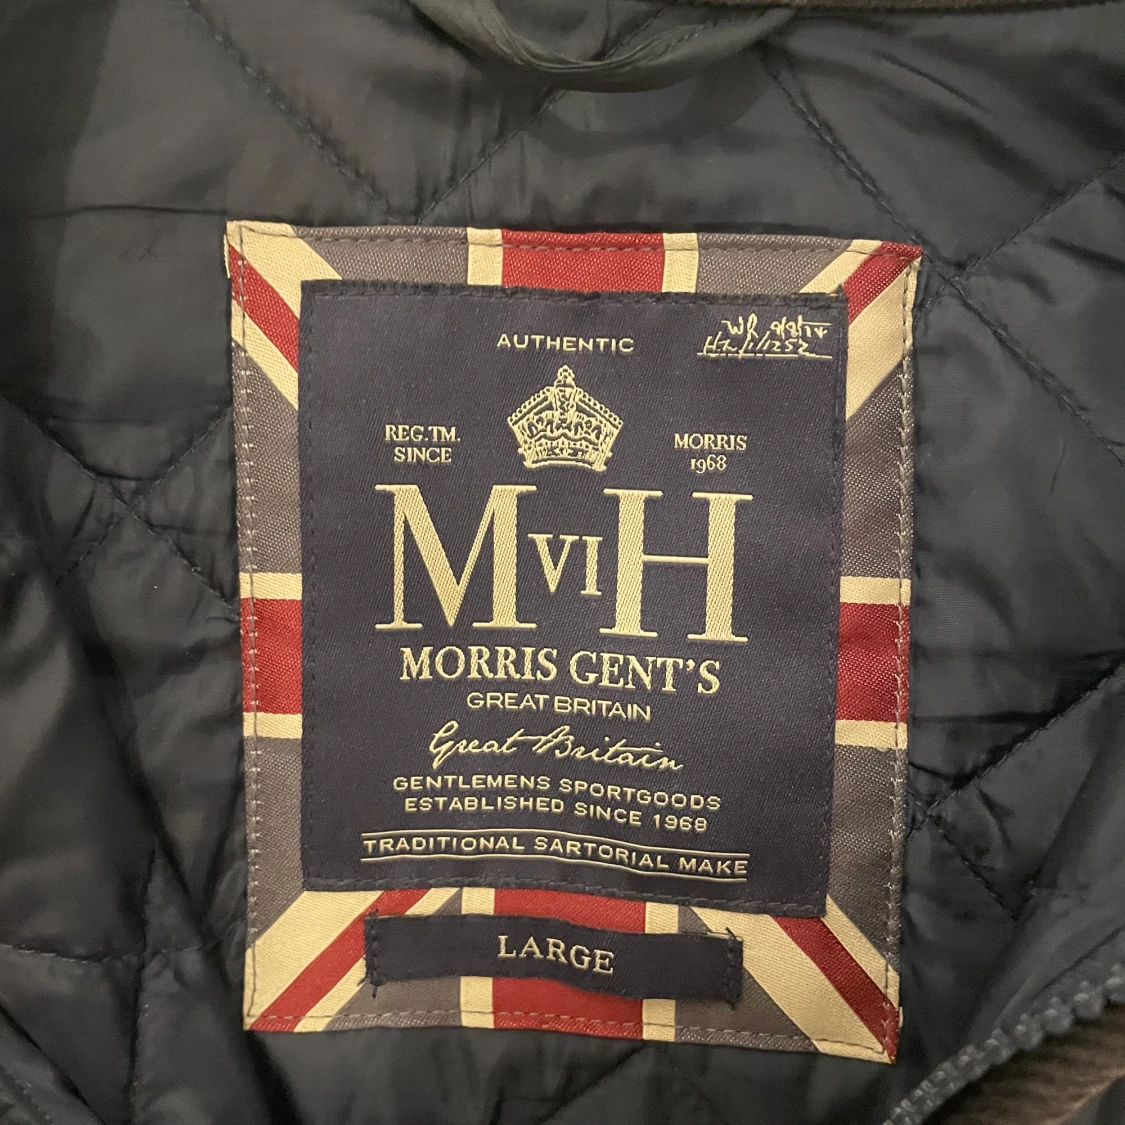 AUTHENTIC
REG.TM.
SINCE
MORRIS
1968
MVIH
MORRIS GENT'S
GREAT BRITAIN
Great Britain
GENTLEMENS SPORTGOODS
ESTABLISHED SINCE 1968
TRADITIONAL SARTORIAL MAKE
LARGE